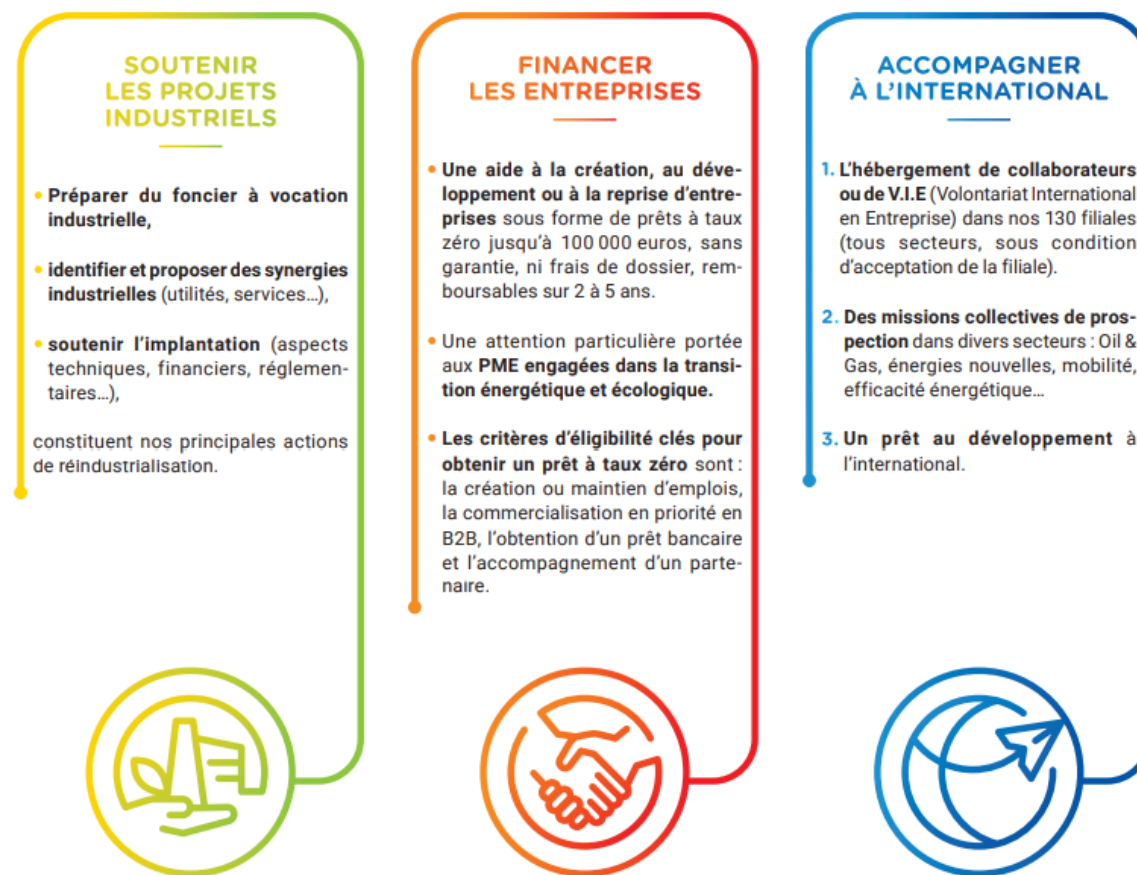 SOUTENIR
LES PROJETS
INDUSTRIELS
• Préparer du foncier à vocation
industrielle,
• identifier et proposer des synergies
industrielles (utilités, services…),
• soutenir l'implantation (aspects
techniques, financiers, réglemen-
taires…),
constituent nos principales actions
de réindustrialisation.
FINANCER
LES ENTREPRISES
• Une aide à la création, au déve-
loppement ou à la reprise d'entre-
prises sous forme de prêts à taux
zéro jusqu'à 100 000 euros, sans
garantie, ni frais de dossier, rem-
boursables sur 2 à 5 ans.
• Une attention particulière portée
aux PME engagées dans la transi-
tion énergétique et écologique.
• Les critères d'éligibilité clés pour
obtenir un prêt à taux zéro sont :
la création ou maintien d'emplois,
la commercialisation en priorité en
B2B, l'obtention d'un prêt bancaire
et l'accompagnement d'un parte-
naire.
ACCOMPAGNER
À L'INTERNATIONAL
1. L'hébergement de collaborateurs
ou de V.I.E (Volontariat International
en Entreprise) dans nos 130 filiales
(tous secteurs, sous condition
d'acceptation de la filiale).
2. Des missions collectives de pros-
pection dans divers secteurs : Oil &
Gas, énergies nouvelles, mobilité,
efficacité énergétique…
3. Un prêt au développement à
l'international.